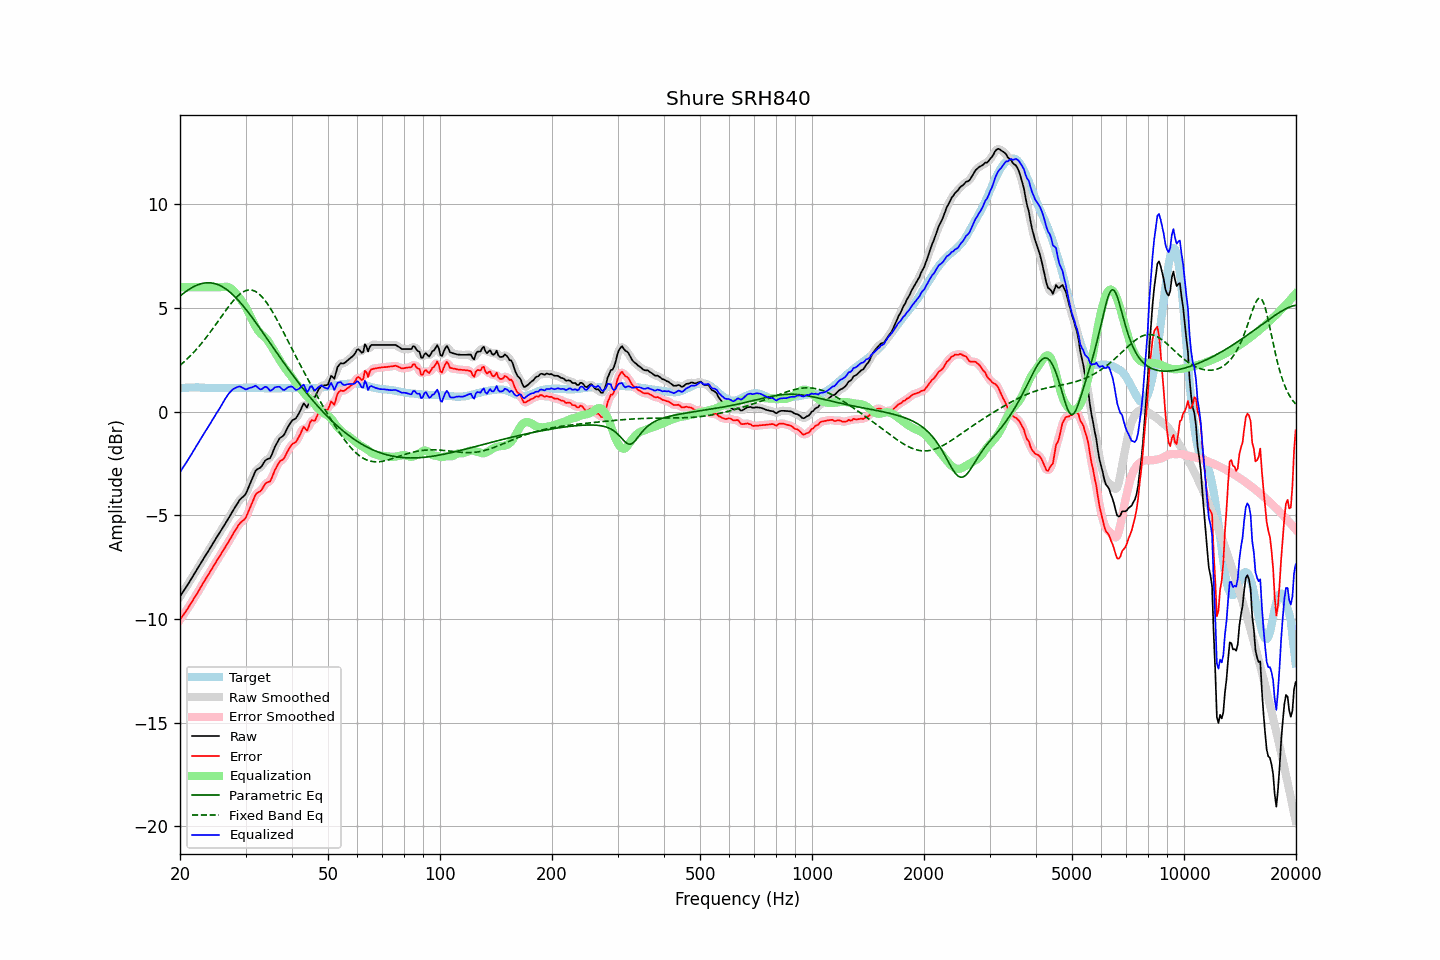 Shure SRH840
Amplitude (dBr)
10
5
0
−5
−10
−15
−20
Target
Raw Smoothed
Error Smoothed
Raw
Error
Equalization
Parametric Eq
Fixed Band Eq
Equalized
20 50 100 200 500 1000 2000 5000 10000 20000
Frequency (Hz)